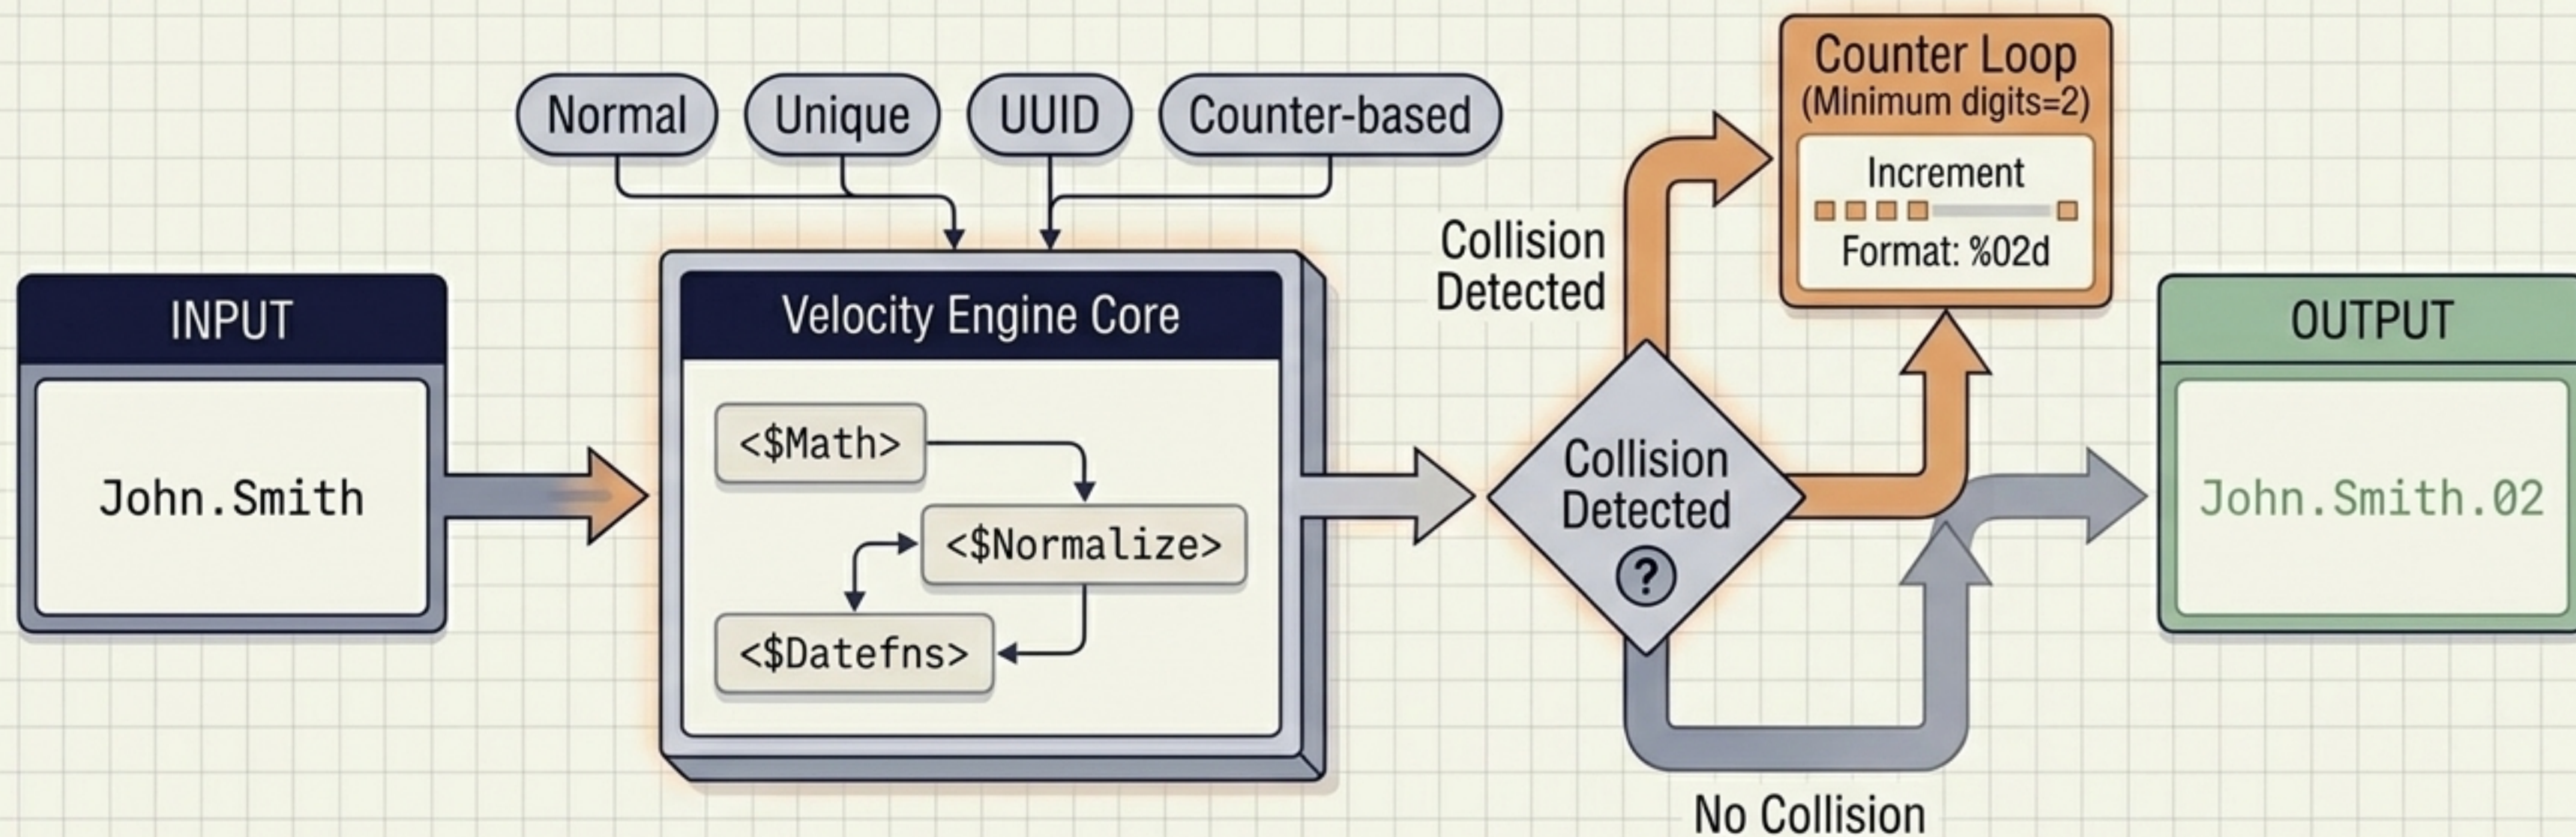 Normal
Unique
UUID
Counter-based
Counter Loop
(Minimum digits=2)
Increment
Format: %02d
Collision
Detected
INPUT
John.Smith
Velocity Engine Core
<$Math>
<$Normalize>
<$Datefns>
Collision
Detected
?
No Collision
OUTPUT
John.Smith.02